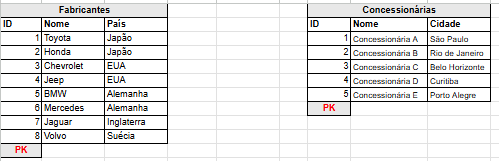 Fabricantes
ID Nome País
1 Toyota Japão
2 Honda Japão
3 Chevrolet EUA
4 Jeep EUA
5 BMW Alemanha
6 Mercedes Alemanha
7 Jaguar Inglaterra
8 Volvo Suécia
PK
Concessionárias
ID Nome Cidade
1 Concessionária A São Paulo
2 Concessionária B Rio de Janeiro
3 Concessionária C Belo Horizonte
4 Concessionária D Curitiba
5 Concessionária E Porto Alegre
PK